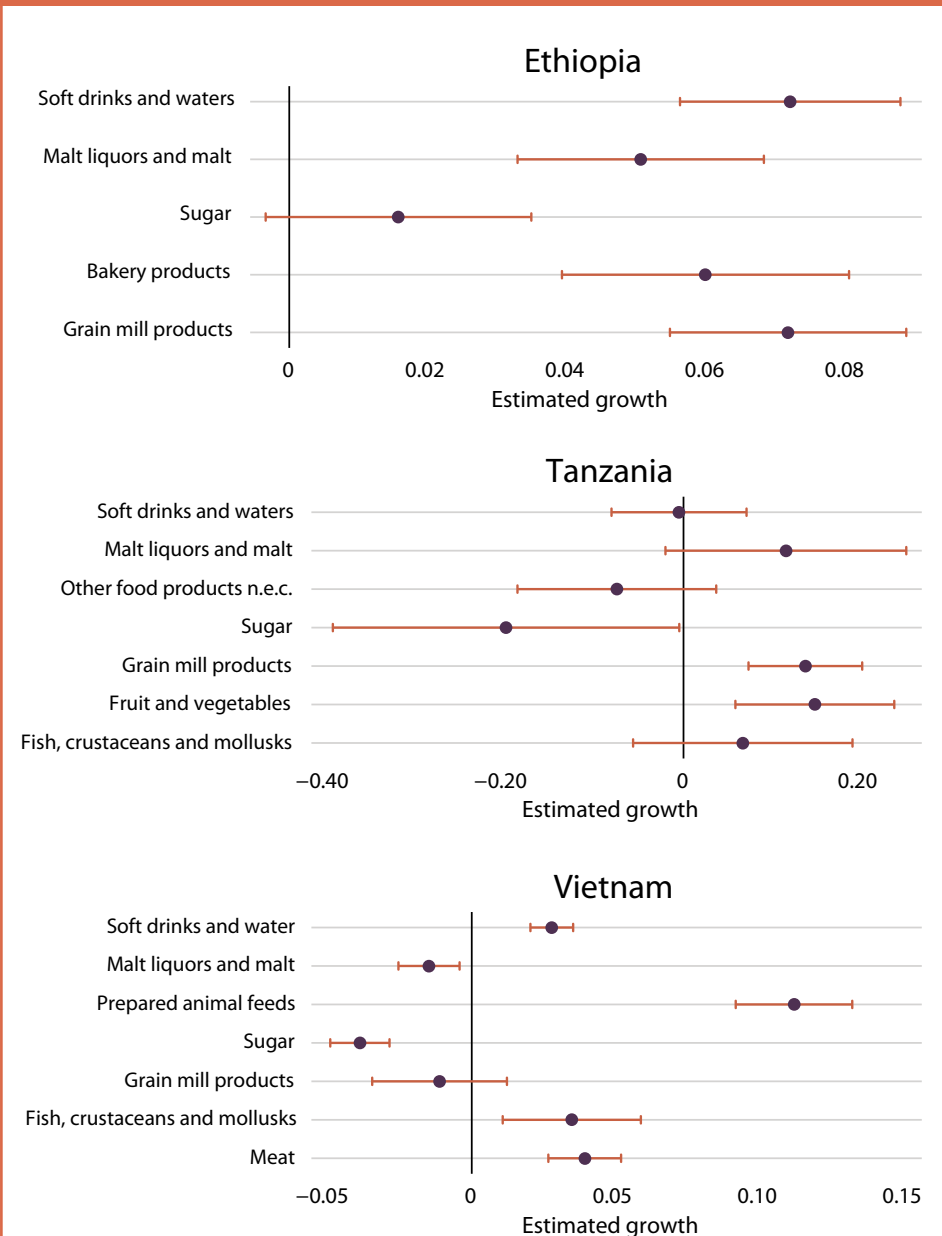 Ethiopia
Soft drinks and waters
Malt liquors and malt
Sugar
Bakery products
Grain mill products
0 0.02 0.04 0.06 0.08
Estimated growth
Tanzania
Soft drinks and waters
Malt liquors and malt
Other food products n.e.c.
Sugar
Grain mill products
Fruit and vegetables
Fish, crustaceans and mollusks
−0.40 −0.20 0 0.20
Estimated growth
Vietnam
Soft drinks and water
Malt liquors and malt
Prepared animal feeds
Sugar
Grain mill products
Fish, crustaceans and mollusks
Meat
−0.05 0 0.05 0.10 0.15
Estimated growth